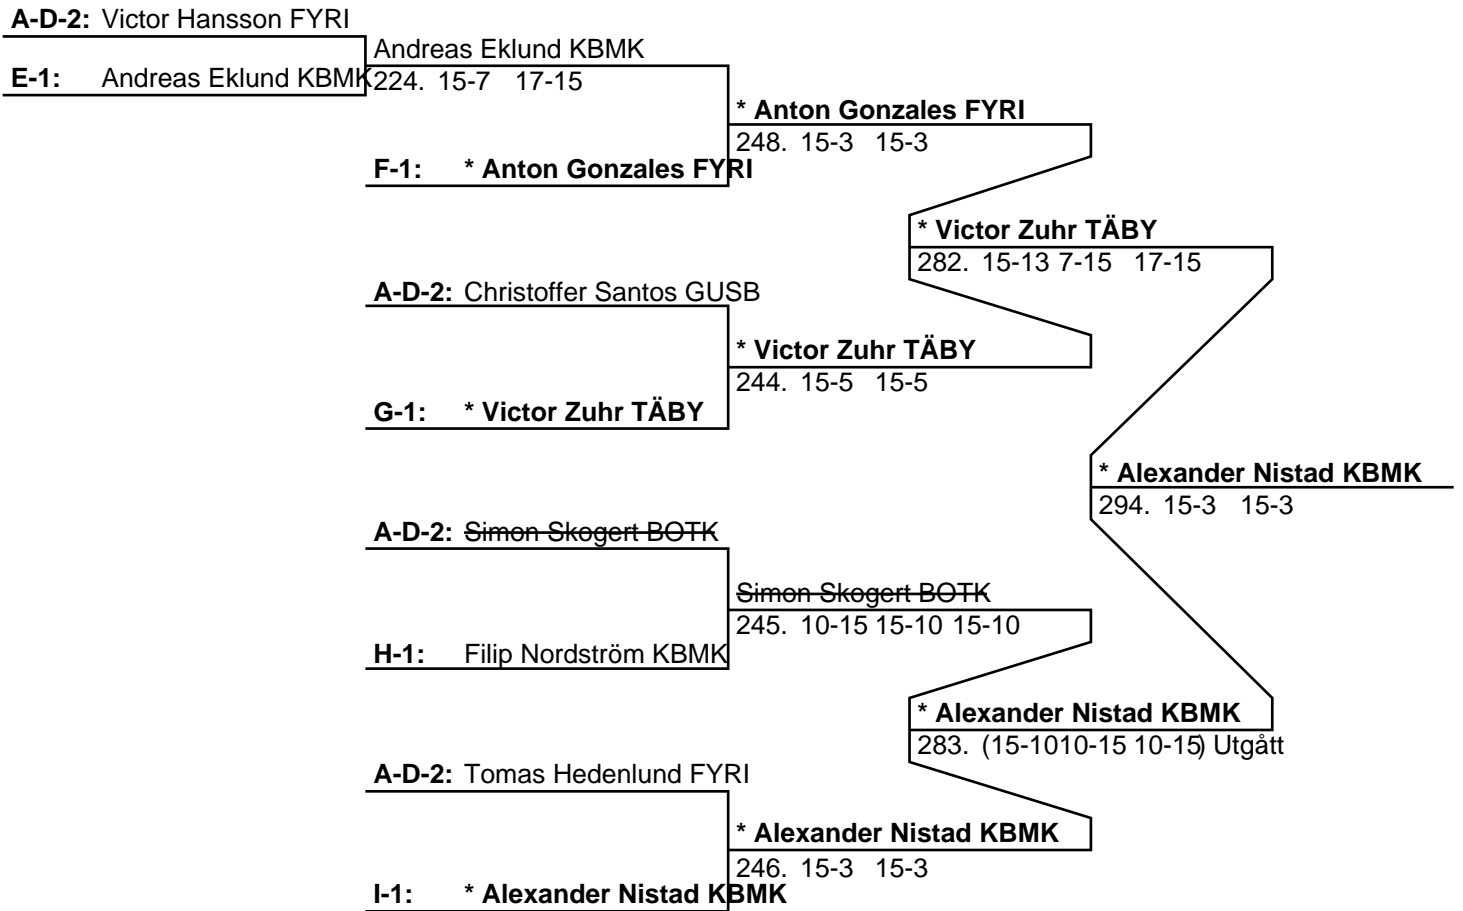 A-D-2: Victor Hansson FYRI
Andreas Eklund KBMK
E-1: Andreas Eklund KBMK
224. 15-7 17-15
* Anton Gonzales FYRI
248. 15-3 15-3
F-1: * Anton Gonzales FYRI
* Victor Zuhr TÄBY
282. 15-13 7-15 17-15
A-D-2: Christoffer Santos GUSB
* Victor Zuhr TÄBY
244. 15-5 15-5
G-1: * Victor Zuhr TÄBY
* Alexander Nistad KBMK
294. 15-3 15-3
A-D-2: Simon Skogert BOTK
Simon Skogert BOTK
245. 10-15 15-10 15-10
H-1: Filip Nordström KBMK
* Alexander Nistad KBMK
283. (15-1010-15 10-15) Utgått
A-D-2: Tomas Hedenlund FYRI
* Alexander Nistad KBMK
246. 15-3 15-3
I-1: * Alexander Nistad KBMK